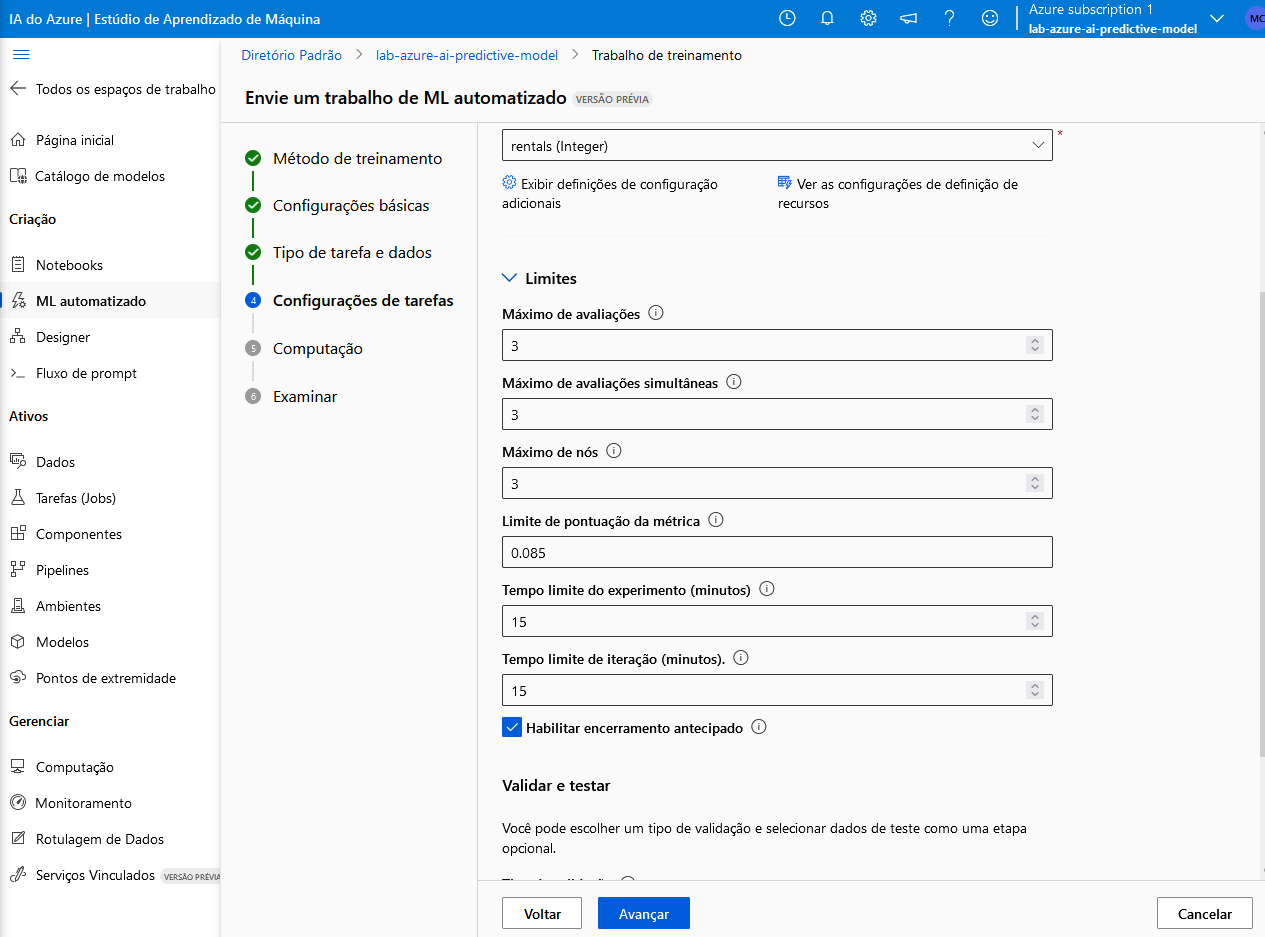 IA do Azure | Estúdio de Aprendizado de Máquina
Azure subscription 1
lab-azure-ai-predictive-model
MC
Todos os espaços de trabalho
Página inicial
Catálogo de modelos
Criação
Notebooks
ML automatizado
Designer
Fluxo de prompt
Ativos
Dados
Tarefas (Jobs)
Componentes
Pipelines
Ambientes
Modelos
Pontos de extremidade
Gerenciar
Computação
Monitoramento
Rotulagem de Dados
Serviços Vinculados VERSÃO PRÉVIA
Diretório Padrão > lab-azure-ai-predictive-model > Trabalho de treinamento
Envie um trabalho de ML automatizado VERSÃO PRÉVIA
Método de treinamento
Configurações básicas
Tipo de tarefa e dados
4 Configurações de tarefas
5 Computação
6 Examinar
rentals (Integer) *
Exibir definições de configuração
adicionais
Ver as configurações de definição de
recursos
Limites
Máximo de avaliações
3
Máximo de avaliações simultâneas
3
Máximo de nós
3
Limite de pontuação da métrica
0.085
Tempo limite do experimento (minutos)
15
Tempo limite de iteração (minutos).
15
Habilitar encerramento antecipado
Validar e testar
Você pode escolher um tipo de validação e selecionar dados de teste como uma etapa
opcional.
Voltar
Avançar
Cancelar